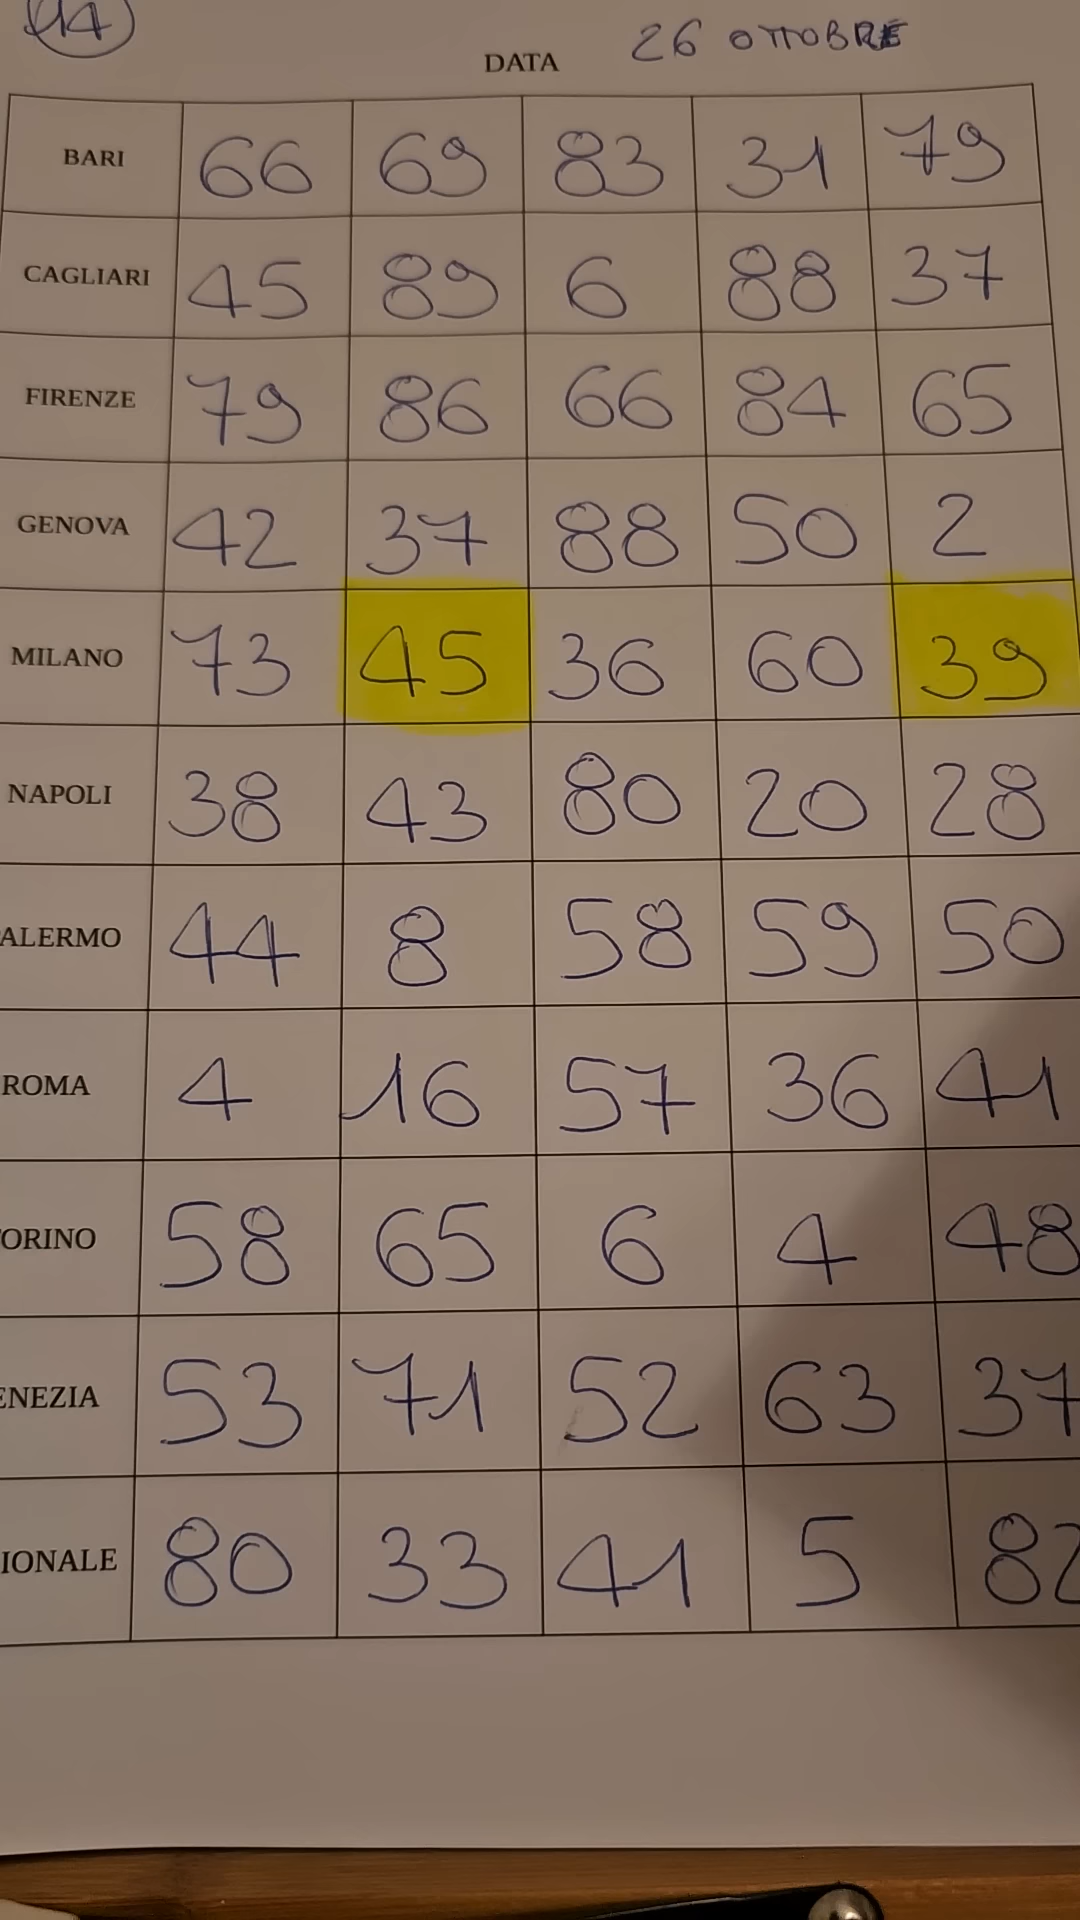 14
DATA 26 OTTOBRE
BARI 66 69 83 31 79
CAGLIARI 45 89 6 88 37
FIRENZE 79 86 66 84 65
GENOVA 42 37 88 50 2
MILANO 73 45 36 60 39
NAPOLI 38 43 80 20 28
ALERMO 44 8 58 59 50
ROMA 4 16 57 36 41
ORINO 58 65 6 4 48
ENEZIA 53 71 52 63 37
IONALE 80 33 41 5 82